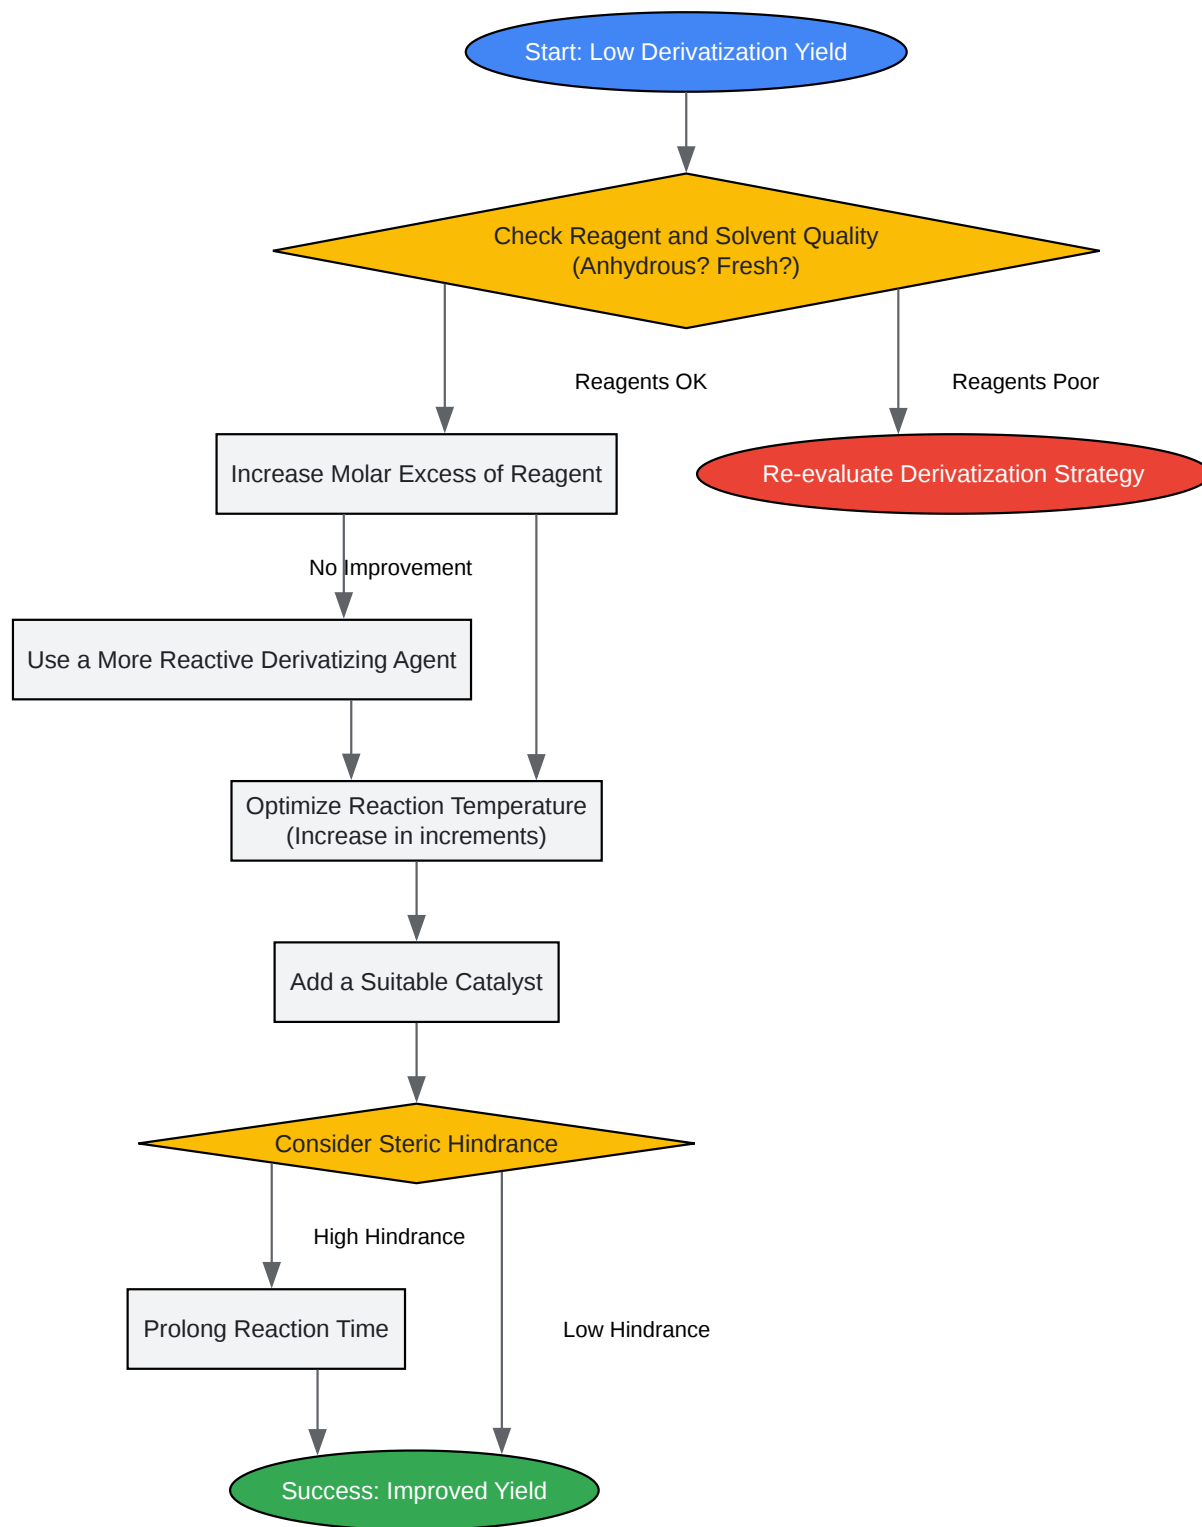 Start: Low Derivatization Yield
Check Reagent and Solvent Quality
(Anhydrous? Fresh?)
Reagents OK
Reagents Poor
Increase Molar Excess of Reagent
Re-evaluate Derivatization Strategy
No Improvement
Use a More Reactive Derivatizing Agent
Optimize Reaction Temperature
(Increase in increments)
Add a Suitable Catalyst
Consider Steric Hindrance
High Hindrance
Prolong Reaction Time
Low Hindrance
Success: Improved Yield